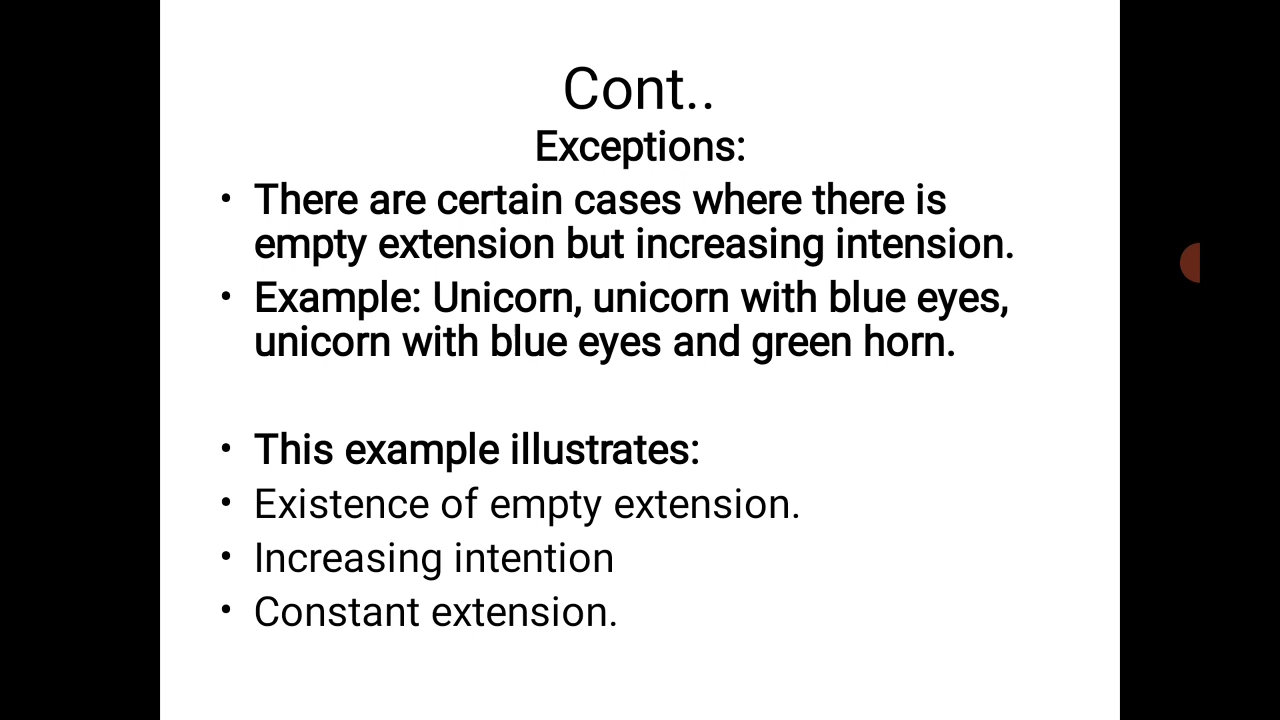 Cont..
Exceptions:
• There are certain cases where there is
empty extension but increasing intension.
• Example: Unicorn, unicorn with blue eyes,
unicorn with blue eyes and green horn.
• This example illustrates:
• Existence of empty extension.
• Increasing intention
• Constant extension.